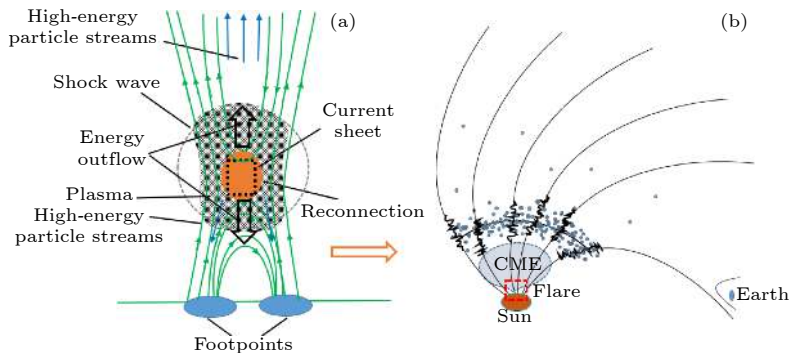 High-energy
particle streams
(a)
Shock wave
Current
sheet
Energy
outflow
Plasma
High-energy
particle streams
Reconnection
Footpoints
(b)
CME
Flare
Sun
Earth